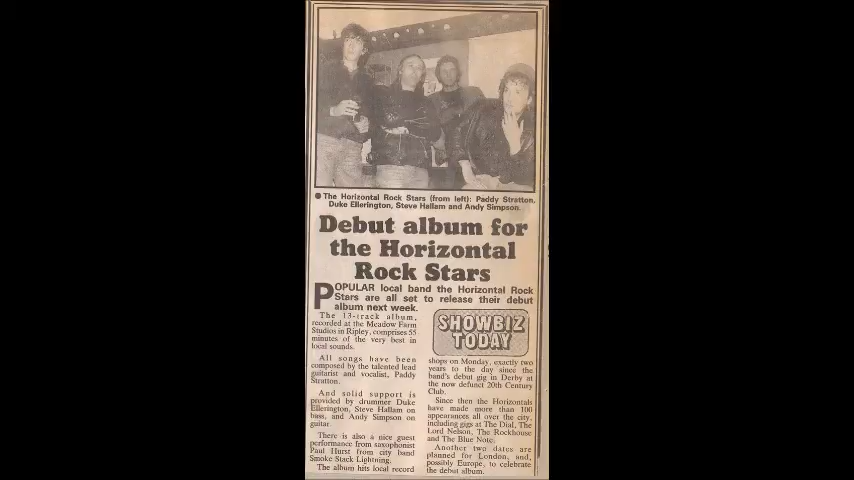 The Horizontal Rock Stars (from left): Paddy Stratton,
Duke Ellerington, Steve Hallam and Andy Simpson.
Debut album for
the Horizontal
Rock Stars
POPULAR local band the Horizontal Rock
Stars are all set to release their debut
album next week.
The 13-track album,
recorded at the Meadow Farm
Studios in Ripley, comprises 55
minutes of the very best in
local sounds.
All songs have been
composed by the talented lead
guitarist and vocalist, Paddy
Stratton.
And solid support is
provided by drummer Duke
Ellerington, Steve Hallam on
bass, and Andy Simpson on
guitar.
There is also a nice guest
performance from saxophonist
Paul Hurst from city band
Smoke Stack Lightning.
The album hits local record
SHOWBIZ
TODAY
shops on Monday, exactly two
years to the day since the
band's debut gig in Derby at
the now defunct 20th Century
Club.
Since then the Horizontals
have made more than 100
appearances all over the city,
including gigs at The Dial, The
Lord Nelson, The Rockhouse
and The Blue Note.
Another two dates are
planned for London, and,
possibly Europe, to celebrate
the debut album.